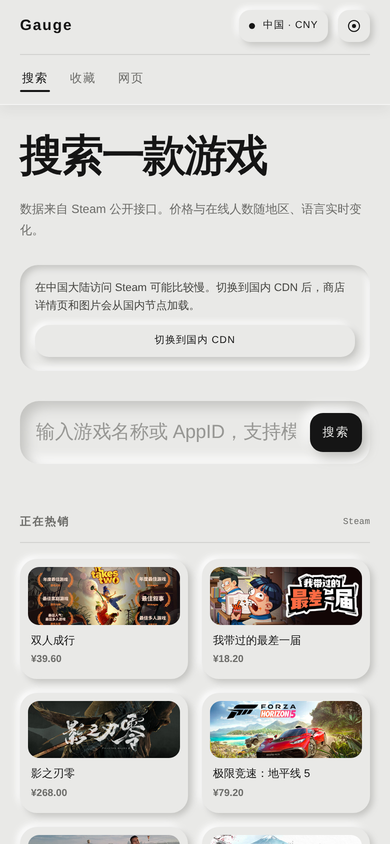 Gauge
中国 · CNY
搜索 收藏 网页
搜索一款游戏
数据来自 Steam 公开接口。价格与在线人数随地区、语言实时变
化。
在中国大陆访问 Steam 可能比较慢。切换到国内 CDN 后，商店
详情页和图片会从国内节点加载。
切换到国内 CDN
输入游戏名称或 AppID，支持模
搜索
正在热销
Steam
takes
two
最佳叙事
双人成行
¥39.60
我带过的
最差一届
我带过的最差一届
¥18.20
影之刃零
影之刃零
¥268.00
FORZA
HORIZON 5
极限竞速：地平线 5
¥79.20